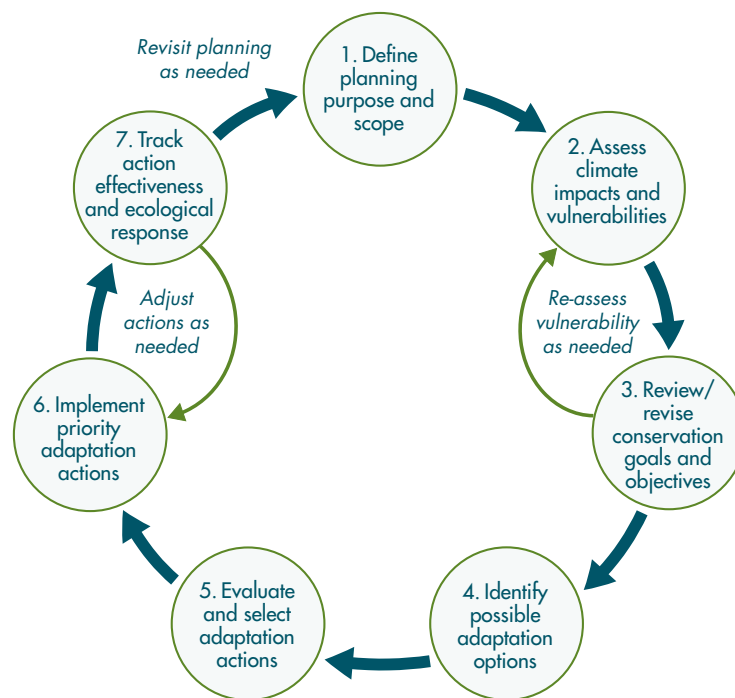 Revisit planning
as needed
1. Define
planning
purpose and
scope
2. Assess
climate
impacts and
vulnerabilities
Re-assess
vulnerability
as needed
3. Review/
revise
conservation
goals and
objectives
4. Identify
possible
adaptation
options
5. Evaluate
and select
adaptation
actions
6. Implement
priority
adaptation
actions
7. Track
action
effectiveness
and ecological
response
Adjust
actions as
needed